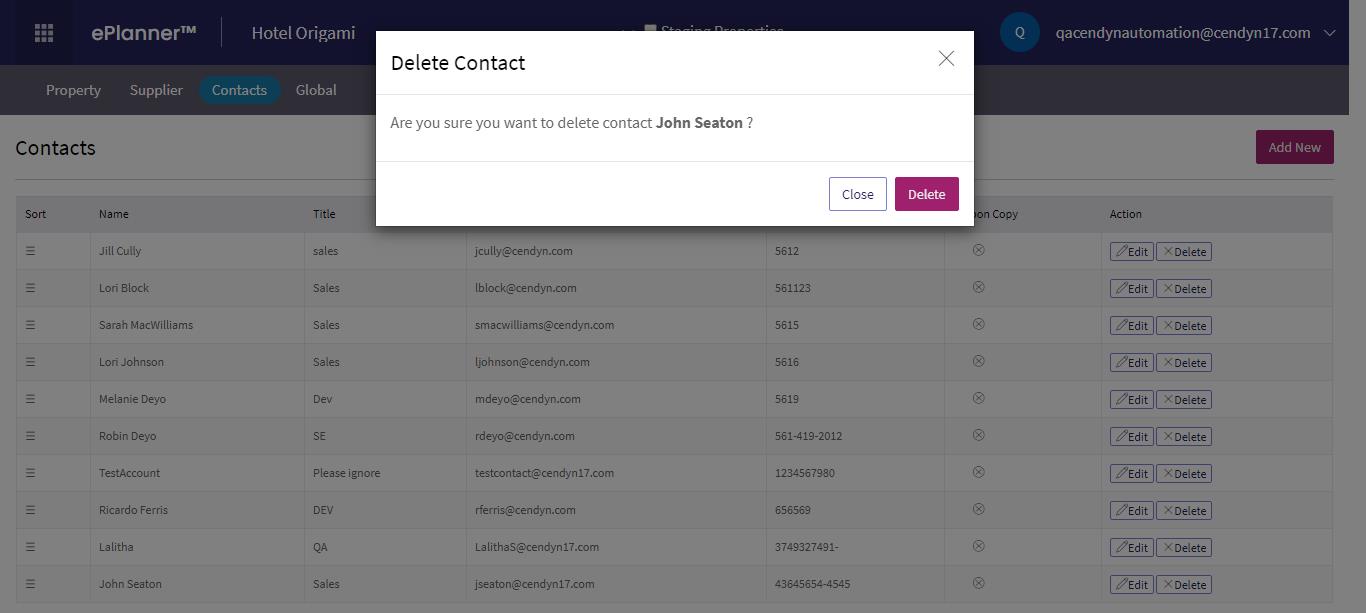 ePlanner™ Hotel Origami Staging Properties Q qacendynautomation@cendyn17.com
Property Supplier Contacts Global
Delete Contact
Are you sure you want to delete contact John Seaton ?
Close Delete
Contacts Add New
Sort Name Title Copy Action
Jill Cully sales jcully@cendyn.com 5612 Edit Delete
Lori Block Sales lblock@cendyn.com 561123 Edit Delete
Sarah MacWilliams Sales smacwilliams@cendyn.com 5615 Edit Delete
Lori Johnson Sales ljohnson@cendyn.com 5616 Edit Delete
Melanie Deyo Dev mdeyo@cendyn.com 5619 Edit Delete
Robin Deyo SE rdeyo@cendyn.com 561-419-2012 Edit Delete
TestAccount Please ignore testcontact@cendyn17.com 1234567980 Edit Delete
Ricardo Ferris DEV rferris@cendyn.com 656569 Edit Delete
Lalitha QA LalithaS@cendyn17.com 3749327491- Edit Delete
John Seaton Sales jseaton@cendyn17.com 43645654-4545 Edit Delete